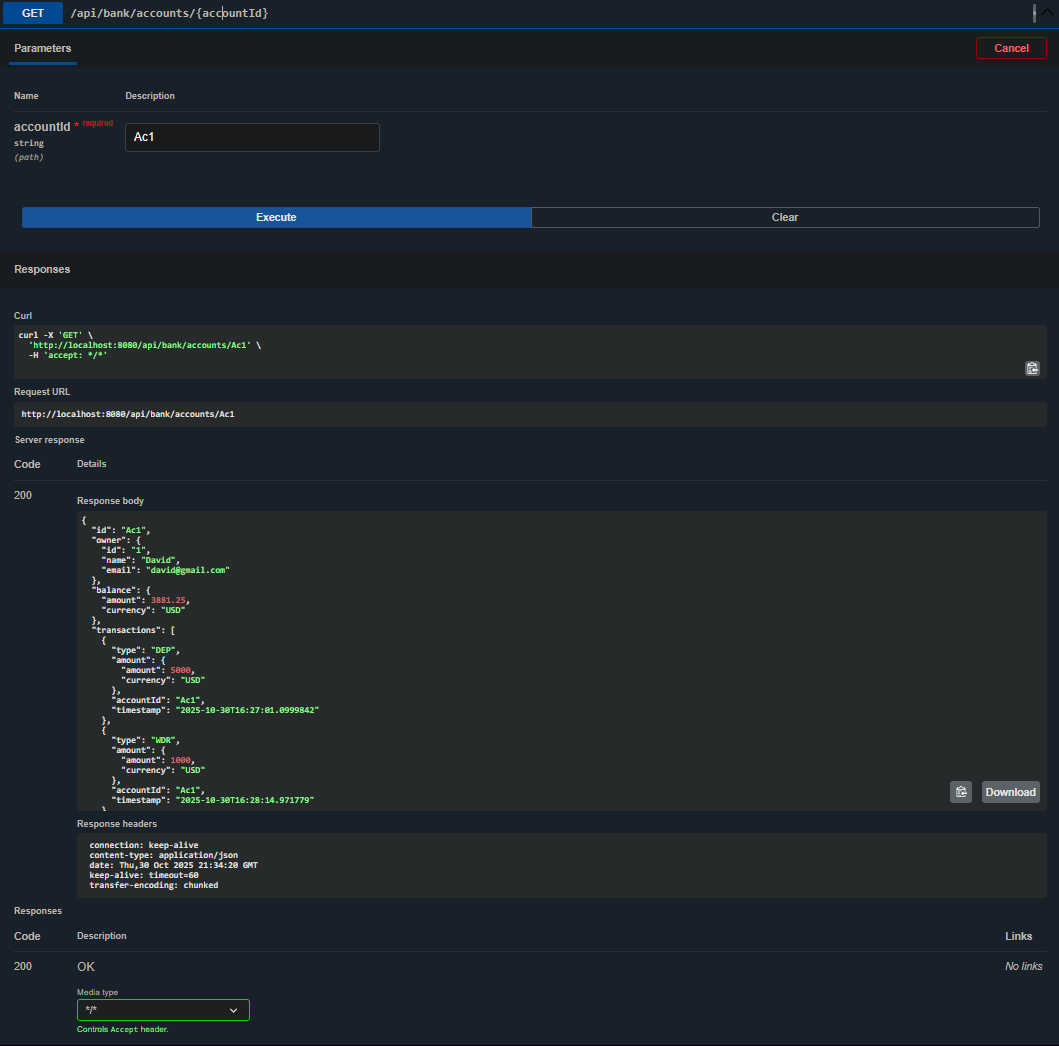 GET /api/bank/accounts/{accountId}
Parameters
Cancel
Name Description
accountId * required
string
(path)
Ac1
Execute
Clear
Responses
Curl
curl -X 'GET' \
  'http://localhost:8080/api/bank/accounts/Ac1' \
  -H 'accept: */*'
Request URL
http://localhost:8080/api/bank/accounts/Ac1
Server response
Code Details
200
Response body
{
  "id": "Ac1",
  "owner": {
    "id": "1",
    "name": "David",
    "email": "david@gmail.com"
  },
  "balance": {
    "amount": 3881.25,
    "currency": "USD"
  },
  "transactions": [
    {
      "type": "DEP",
      "amount": {
        "amount": 5000,
        "currency": "USD"
      },
      "accountId": "Ac1",
      "timestamp": "2025-10-30T16:27:01.0999842"
    },
    {
      "type": "WDR",
      "amount": {
        "amount": 1000,
        "currency": "USD"
      },
      "accountId": "Ac1",
      "timestamp": "2025-10-30T16:28:14.971779"
    }
Download
Response headers
connection: keep-alive
content-type: application/json
date: Thu,30 Oct 2025 21:34:20 GMT
keep-alive: timeout=60
transfer-encoding: chunked
Responses
Code Description Links
200 OK No links
Media type
*/*
Controls Accept header.